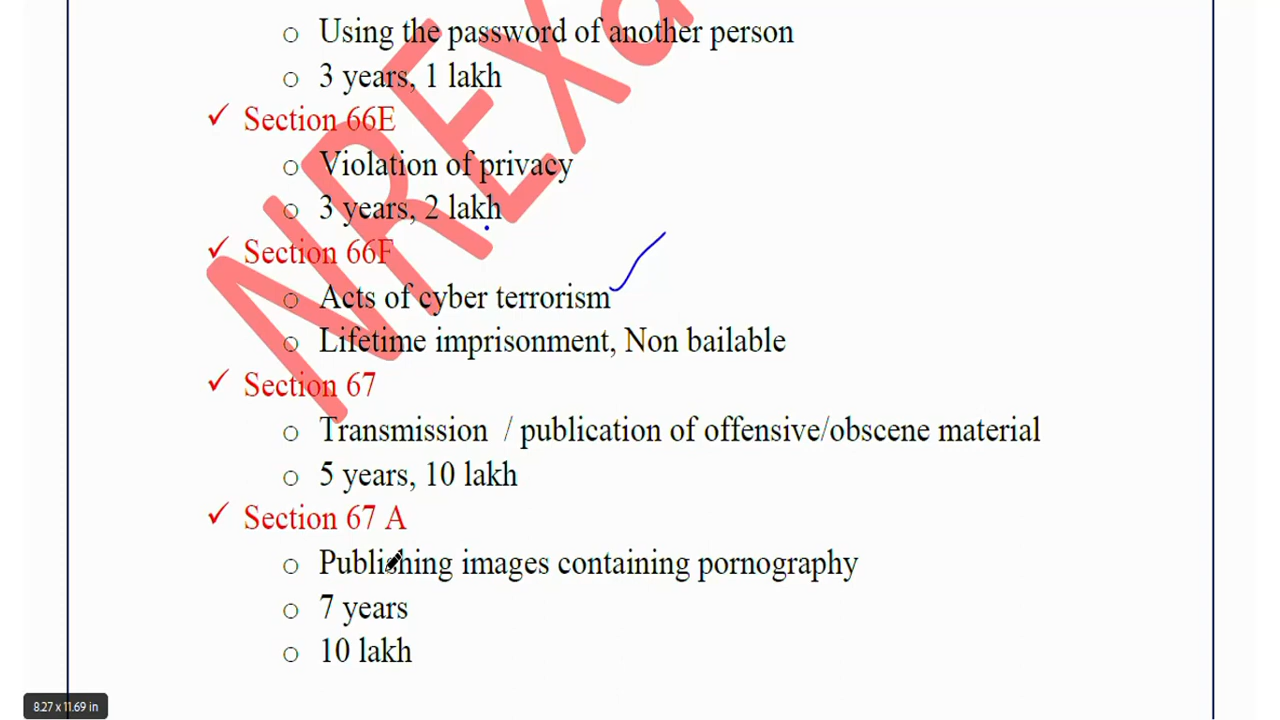 Using the password of another person
3 years, 1 lakh
Section 66E
Violation of privacy
3 years, 2 lakh
Section 66F
Acts of cyber terrorism
Lifetime imprisonment, Non bailable
Section 67
Transmission / publication of offensive/obscene material
5 years, 10 lakh
Section 67 A
Publishing images containing pornography
7 years
10 lakh
8.27 x 11.69 in
NREXa